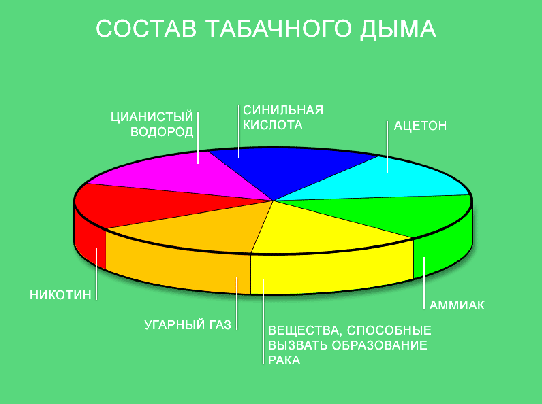 СОСТАВ ТАБАЧНОГО ДЫМА
ЦИАНИСТЫЙ
ВОДОРОД
СИНИЛЬНАЯ
КИСЛОТА
АЦЕТОН
НИКОТИН
УГАРНЫЙ ГАЗ
ВЕЩЕСТВА, СПОСОБНЫЕ
ВЫЗВАТЬ ОБРАЗОВАНИЕ
РАКА
АММИАК